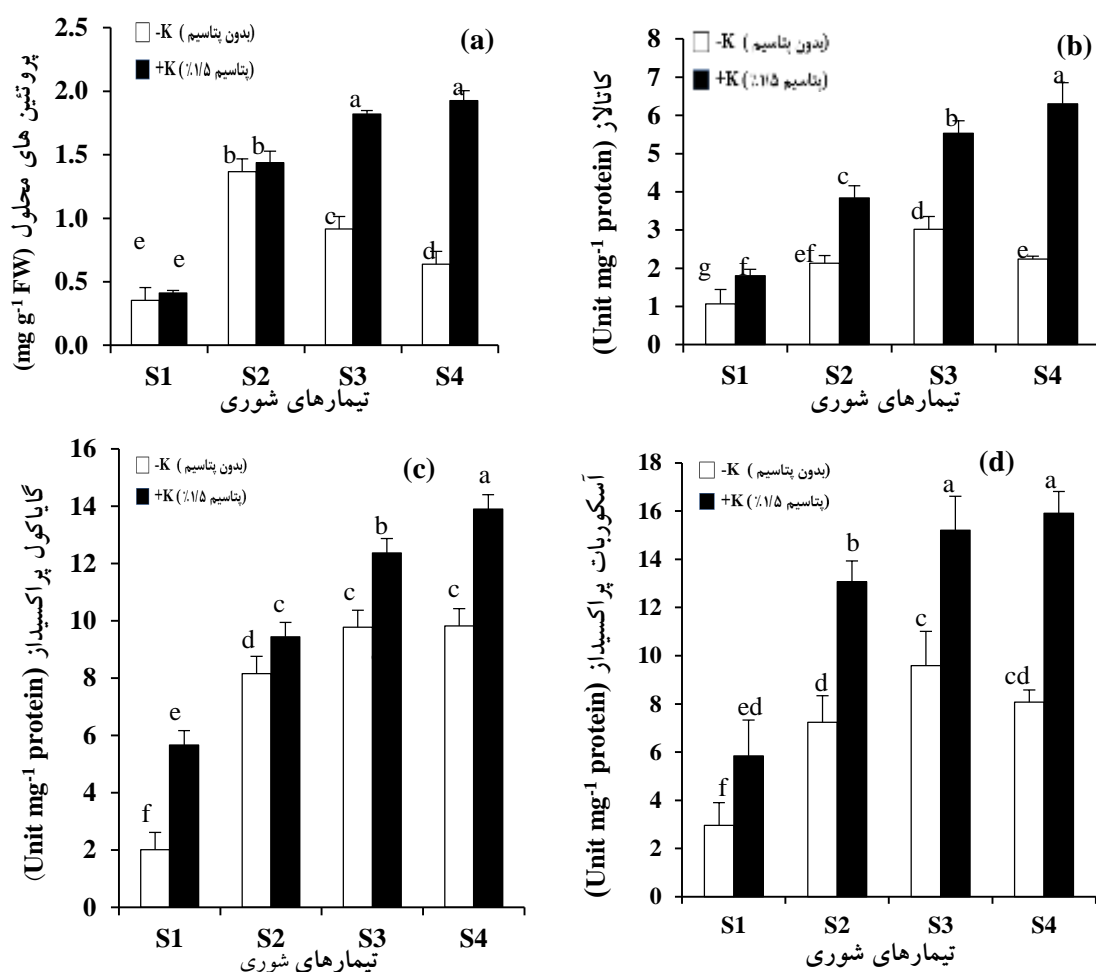 (a)
-K ( بدون پتاسیم)
+K (پتاسیم ۱/۵٪)
پروتئین های محلول (mg g-1 FW)
2.5
2.0
1.5
1.0
0.5
0.0
e
e
b
b
c
a
d
a
S1
S2
S3
S4
تیمارهای شوری
(b)
-K ( بدون پتاسیم)
+K (پتاسیم ۱/۵٪)
کاتالاز (Unit mg-1 protein)
8
7
6
5
4
3
2
1
0
g
f
ef
c
d
b
e
a
S1
S2
S3
S4
تیمارهای شوری
(c)
-K ( بدون پتاسیم)
+K (پتاسیم ۱/۵٪)
گایاکول پراکسیداز (Unit mg-1 protein)
16
14
12
10
8
6
4
2
0
f
e
d
c
c
b
c
a
S1
S2
S3
S4
تیمارهای شوری
(d)
-K ( بدون پتاسیم)
+K (پتاسیم ۱/۵٪)
آسکوربات پراکسیداز (Unit mg-1 protein)
18
16
14
12
10
8
6
4
2
0
f
ed
d
b
c
a
cd
a
S1
S2
S3
S4
تیمارهای شوری